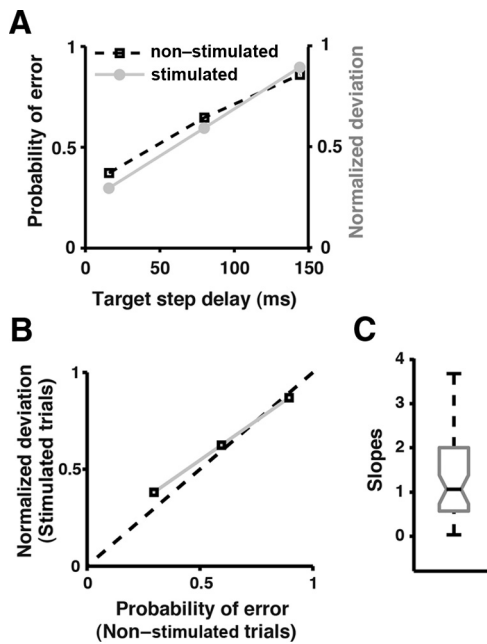 A
Probability of error
1
0.5
0
non–stimulated
stimulated
1
0.5
0
Normalized deviation
0
50
100
150
Target step delay (ms)
B
Normalized deviation
(Stimulated trials)
1
0.5
0
0
0.5
1
Probability of error
(Non–stimulated trials)
C
Slopes
4
3
2
1
0